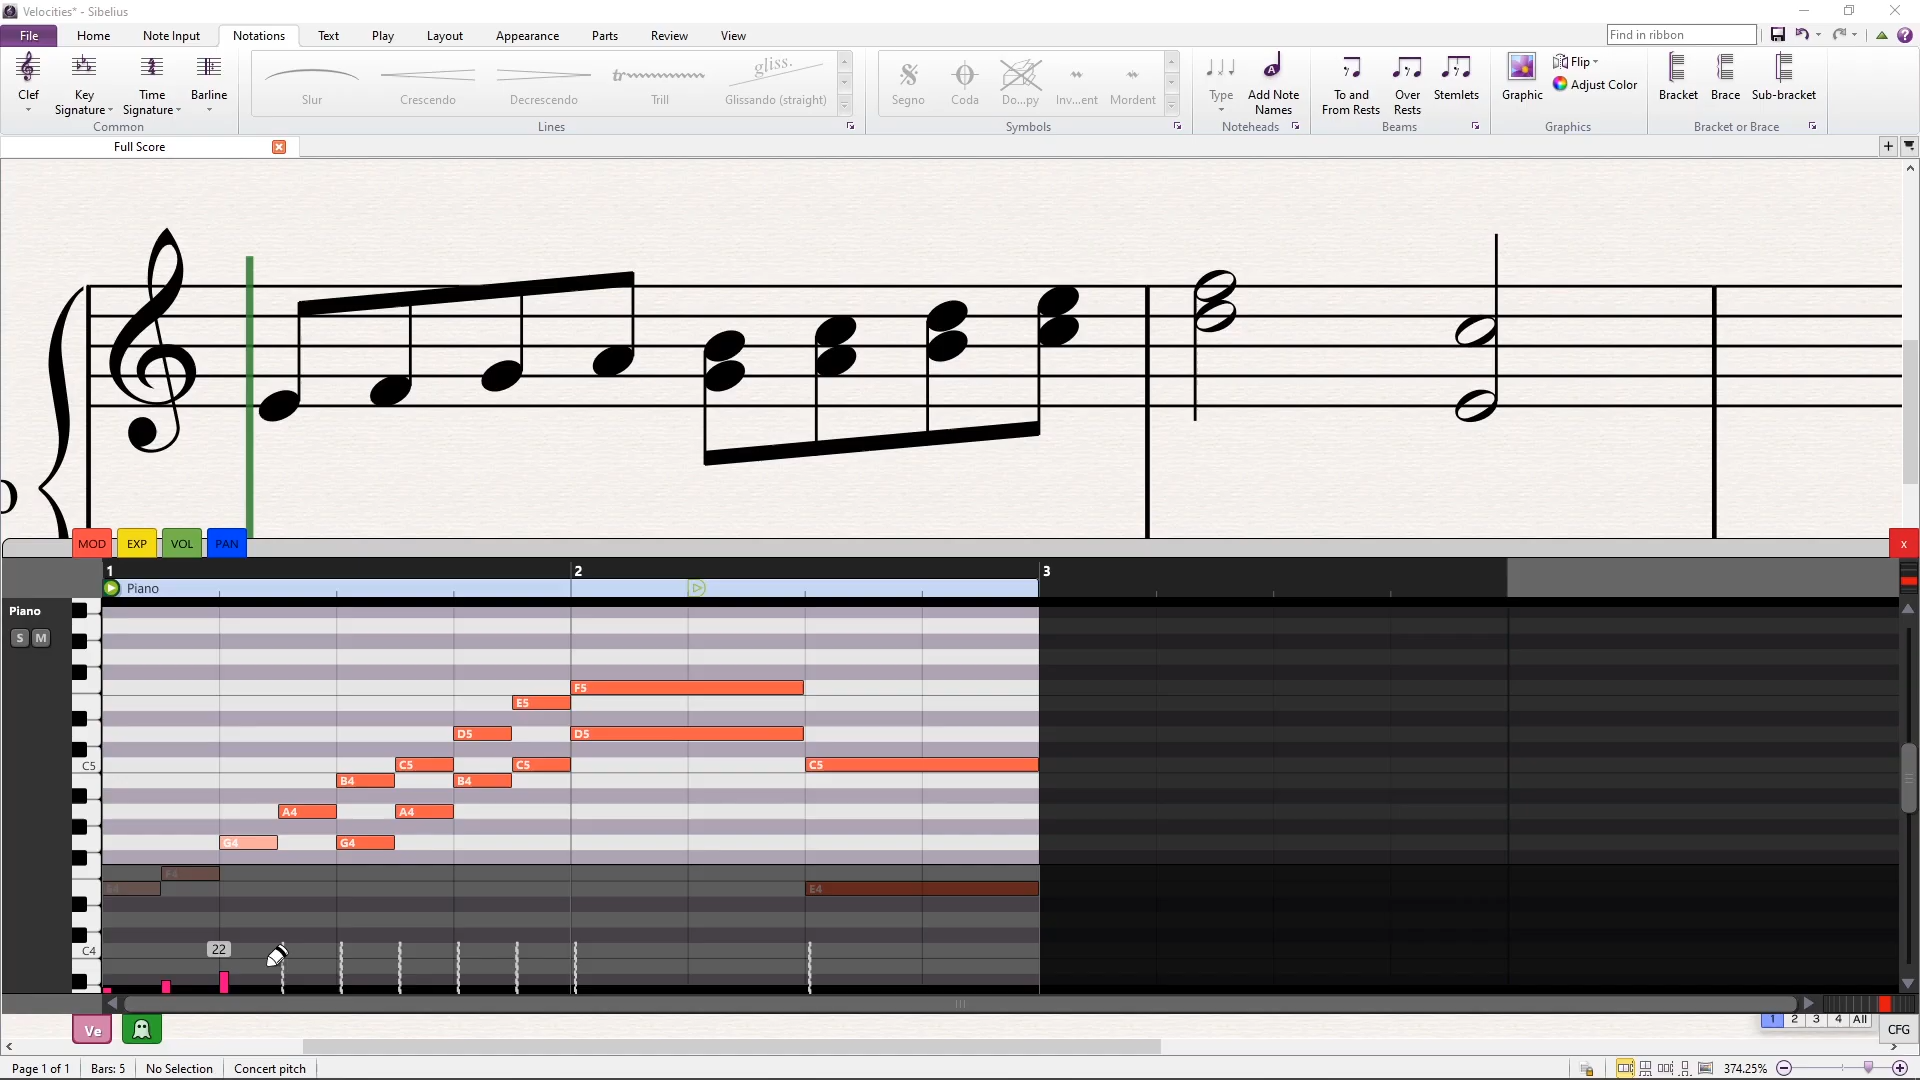 Velocities* - Sibelius
File Home Note Input Notations Text Play Layout Appearance Parts Review View Find in ribbon
Clef Key Signature Time Signature Barline
Common
gliss. tr
Slur Crescendo Decrescendo Trill Glissando (straight)
Lines
Segno Coda Do...py Inv...ent Mordent
Symbols
Type Add Note Names
Noteheads
To and From Rests Over Rests Stemlets
Beams
Graphic Flip Adjust Color
Graphics
Bracket Brace Sub-bracket
Bracket or Brace
Full Score
MOD EXP VOL PAN x
1 2 3
Piano
Piano
S M
F5
E5
D5 D5
C5 C5 C5 C5
B4 B4
A4 A4
G4 G4
F4
E4
22
C4
Ve
1 2 3 4 All
CFG
Page 1 of 1 Bars: 5 No Selection Concert pitch 374.25%